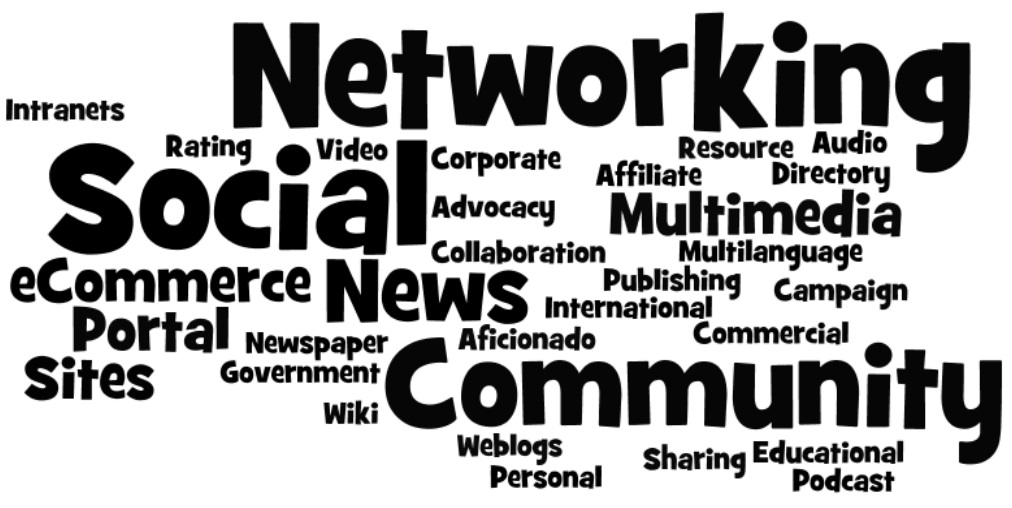 Networking
Intranets
Rating
Video
Corporate
Resource
Audio
Social
Affiliate
Directory
Advocacy
Multimedia
Collaboration
Multilanguage
eCommerce
News
Publishing
Campaign
International
Portal
Newspaper
Aficionado
Commercial
Sites
Government
Community
Wiki
Weblogs
Sharing
Educational
Personal
Podcast